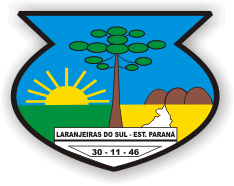 LARANJEIRAS DO SUL - EST. PARANÁ
30 - 11 - 46